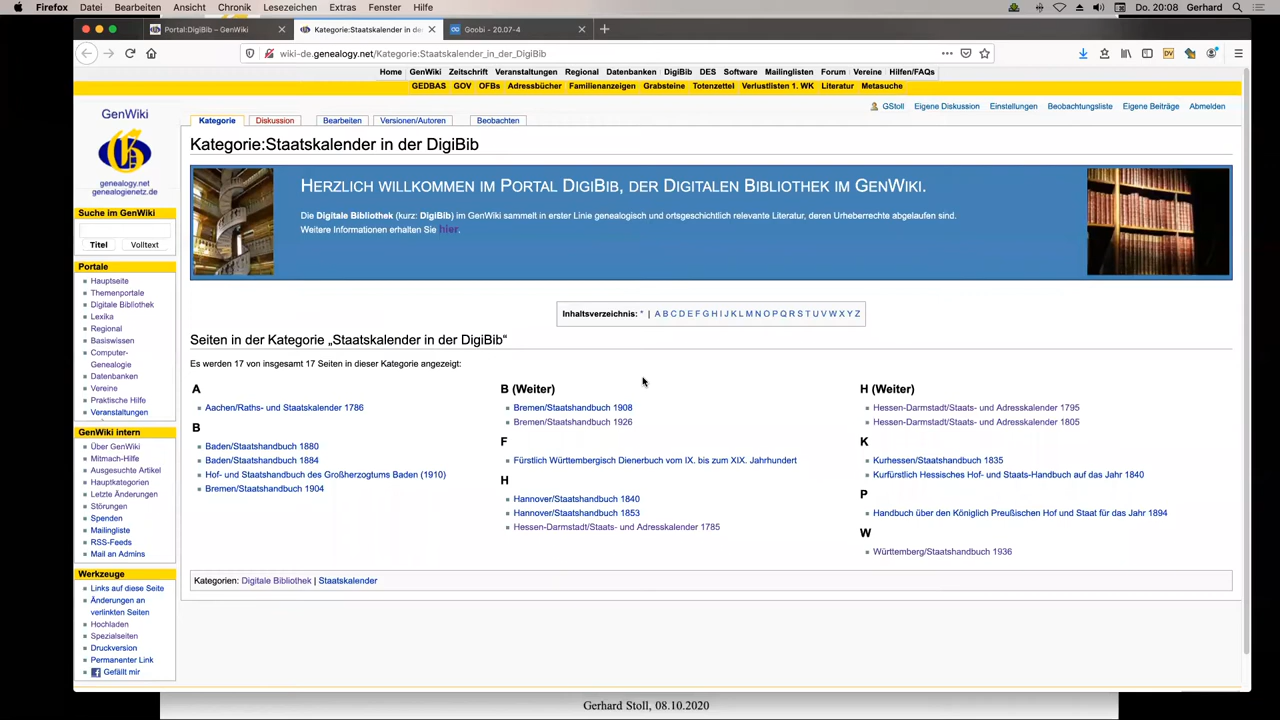 Firefox Datei Bearbeiten Ansicht Chronik Lesezeichen Extras Fenster Hilfe
Do. 20:08 Gerhard
Portal:DigiBib – GenWiki
Kategorie:Staatskalender in de
Goobi - 20.07-4
wiki-de.genealogy.net/Kategorie:Staatskalender_in_der_DigiBib
Home GenWiki Zeitschrift Veranstaltungen Regional Datenbanken DigiBib DES Software Mailinglisten Forum Vereine Hilfen/FAQs
GEDBAS GOV OFBs Adressbücher Familienanzeigen Grabsteine Totenzettel Verlustlisten 1. WK Literatur Metasuche
GStoll Eigene Diskussion Einstellungen Beobachtungsliste Eigene Beiträge Abmelden
GenWiki
genealogy.net
genealogienetz.de
Kategorie Diskussion Bearbeiten Versionen/Autoren Beobachten
Kategorie:Staatskalender in der DigiBib
HERZLICH WILLKOMMEN IM PORTAL DIGIBIB, DER DIGITALEN BIBLIOTHEK IM GENWIKI.
Die Digitale Bibliothek (kurz: DigiBib) im GenWiki sammelt in erster Linie genealogisch und ortsgeschichtlich relevante Literatur, deren Urheberrechte abgelaufen sind.
Weitere Informationen erhalten Sie hier.
Inhaltsverzeichnis: * | A B C D E F G H I J K L M N O P Q R S T U V W X Y Z
Seiten in der Kategorie „Staatskalender in der DigiBib“
Es werden 17 von insgesamt 17 Seiten in dieser Kategorie angezeigt:
A
Aachen/Raths- und Staatskalender 1786
B
Baden/Staatshandbuch 1880
Baden/Staatshandbuch 1884
Hof- und Staatshandbuch des Großherzogtums Baden (1910)
Bremen/Staatshandbuch 1904
B (Weiter)
Bremen/Staatshandbuch 1908
Bremen/Staatshandbuch 1926
F
Fürstlich Württembergisch Dienerbuch vom IX. bis zum XIX. Jahrhundert
H
Hannover/Staatshandbuch 1840
Hannover/Staatshandbuch 1853
Hessen-Darmstadt/Staats- und Adresskalender 1785
H (Weiter)
Hessen-Darmstadt/Staats- und Adresskalender 1795
Hessen-Darmstadt/Staats- und Adresskalender 1805
K
Kurhessen/Staatshandbuch 1835
Kurfürstlich Hessisches Hof- und Staats-Handbuch auf das Jahr 1840
P
Handbuch über den Königlich Preußischen Hof und Staat für das Jahr 1894
W
Württemberg/Staatshandbuch 1936
Kategorien: Digitale Bibliothek | Staatskalender
Suche im GenWiki
Titel Volltext
Portale
Hauptseite
Themenportale
Digitale Bibliothek
Lexika
Regional
Basiswissen
Computer-
Genealogie
Datenbanken
Vereine
Praktische Hilfe
Veranstaltungen
GenWiki intern
Über GenWiki
Mitmach-Hilfe
Ausgesuchte Artikel
Hauptkategorien
Letzte Änderungen
Störungen
Spenden
Mailingliste
RSS-Feeds
Mail an Admins
Werkzeuge
Links auf diese Seite
Änderungen an
verlinkten Seiten
Hochladen
Spezialseiten
Druckversion
Permanenter Link
Gefällt mir
Gerhard Stoll, 08.10.2020